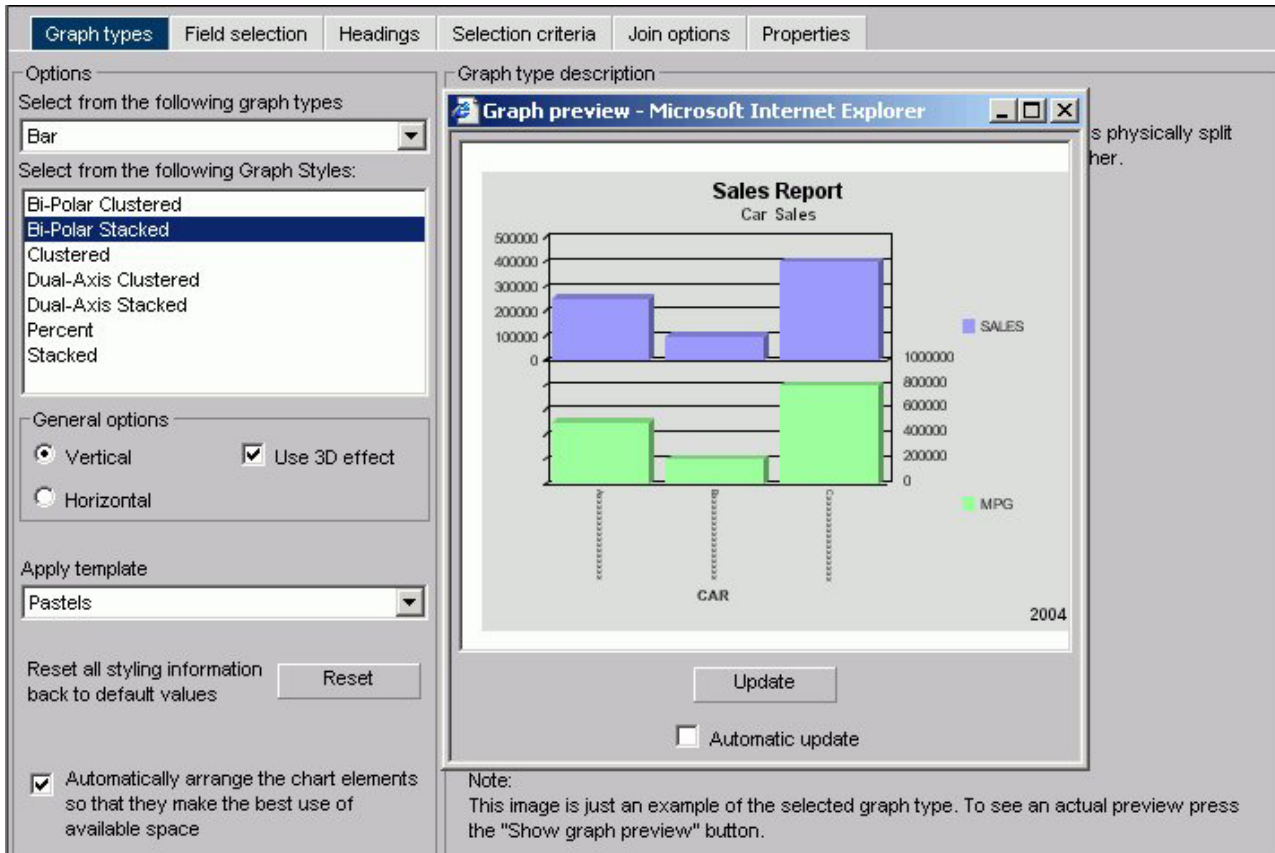 Graph types
Field selection
Headings
Selection criteria
Join options
Properties
Options
Select from the following graph types
Bar
Select from the following Graph Styles:
Bi-Polar Clustered
Bi-Polar Stacked
Clustered
Dual-Axis Clustered
Dual-Axis Stacked
Percent
Stacked
General options
Vertical
Use 3D effect
Horizontal
Apply template
Pastels
Reset all styling information
back to default values
Reset
Automatically arrange the chart elements
so that they make the best use of
available space
Graph type description
s physically split
her.
Graph preview - Microsoft Internet Explorer
Sales Report
Car Sales
500000
400000
300000
200000
100000
0
SALES
1000000
800000
600000
400000
200000
0
MPG
CAR
2004
Update
Automatic update
Note:
This image is just an example of the selected graph type. To see an actual preview press
the "Show graph preview" button.